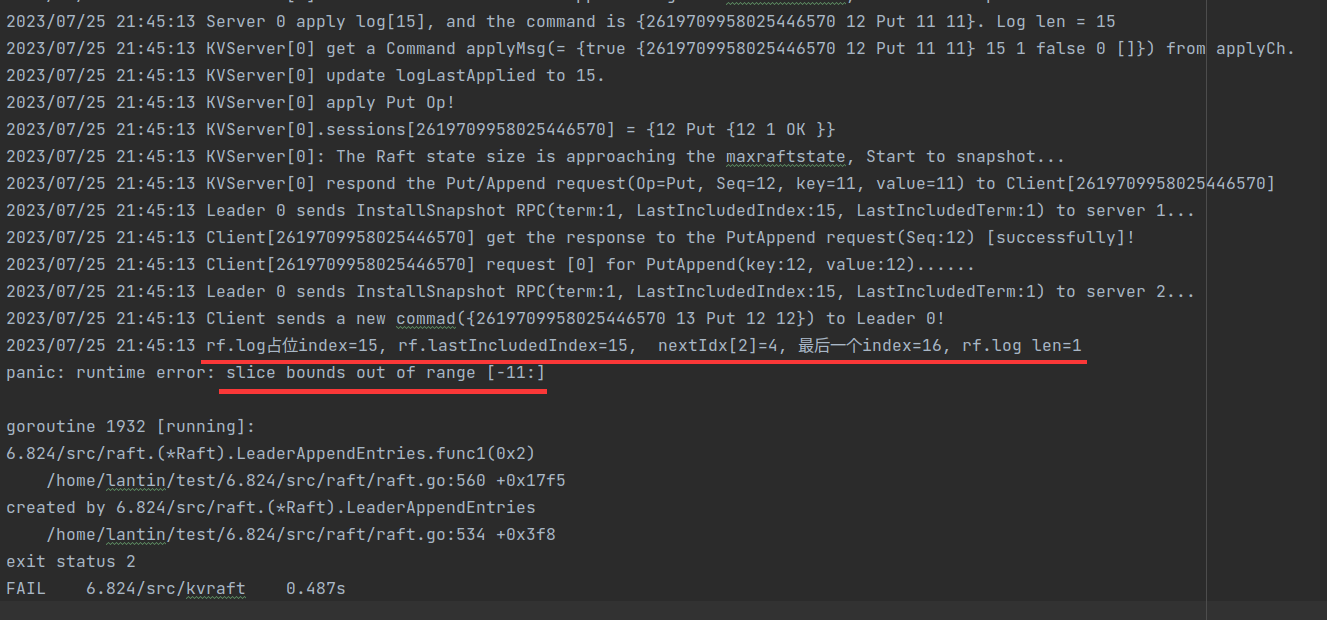 2023/07/25 21:45:13 Server 0 apply log[15], and the command is {2619709958025446570 12 Put 11 11}. Log len = 15
2023/07/25 21:45:13 KVServer[0] get a Command applyMsg(= {true {2619709958025446570 12 Put 11 11} 15 1 false 0 []}) from applyCh.
2023/07/25 21:45:13 KVServer[0] update logLastApplied to 15.
2023/07/25 21:45:13 KVServer[0] apply Put Op!
2023/07/25 21:45:13 KVServer[0].sessions[2619709958025446570] = {12 Put {12 1 OK }}
2023/07/25 21:45:13 KVServer[0]: The Raft state size is approaching the maxraftstate, Start to snapshot...
2023/07/25 21:45:13 KVServer[0] respond the Put/Append request(Op=Put, Seq=12, key=11, value=11) to Client[2619709958025446570]
2023/07/25 21:45:13 Leader 0 sends InstallSnapshot RPC(term:1, LastIncludedIndex:15, LastIncludedTerm:1) to server 1...
2023/07/25 21:45:13 Client[2619709958025446570] get the response to the PutAppend request(Seq:12) [successfully]!
2023/07/25 21:45:13 Client[2619709958025446570] request [0] for PutAppend(key:12, value:12)......
2023/07/25 21:45:13 Leader 0 sends InstallSnapshot RPC(term:1, LastIncludedIndex:15, LastIncludedTerm:1) to server 2...
2023/07/25 21:45:13 Client sends a new commad({2619709958025446570 13 Put 12 12}) to Leader 0!
2023/07/25 21:45:13 rf.log占位index=15, rf.lastIncludedIndex=15,  nextIdx[2]=4, 最后一个index=16, rf.log len=1
panic: runtime error: slice bounds out of range [-11:]
goroutine 1932 [running]:
6.824/src/raft.(*Raft).LeaderAppendEntries.func1(0x2)
/home/lantin/test/6.824/src/raft/raft.go:560 +0x17f5
created by 6.824/src/raft.(*Raft).LeaderAppendEntries
/home/lantin/test/6.824/src/raft/raft.go:534 +0x3f8
exit status 2
FAIL    6.824/src/kvraft    0.487s